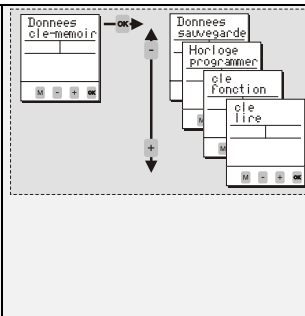 Donnees
cle-memoir
M - + OK
OK
-
+
Donnees
sauvegarde
Horloge
programmer
M
cle
fonction
M
cle
lire
M - + OK